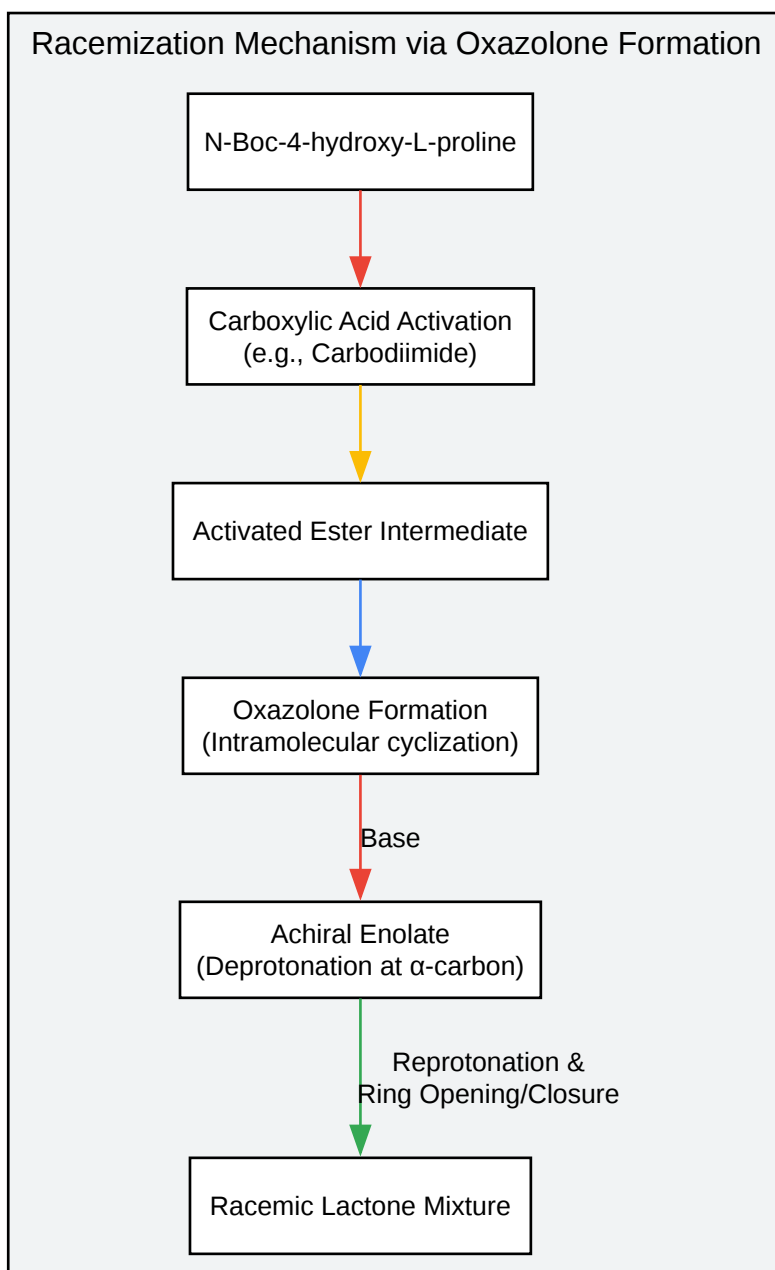 Racemization Mechanism via Oxazolone Formation
N-Boc-4-hydroxy-L-proline
Carboxylic Acid Activation
(e.g., Carbodiimide)
Activated Ester Intermediate
Oxazolone Formation
(Intramolecular cyclization)
Base
Achiral Enolate
(Deprotonation at α-carbon)
Reprotonation &
Ring Opening/Closure
Racemic Lactone Mixture